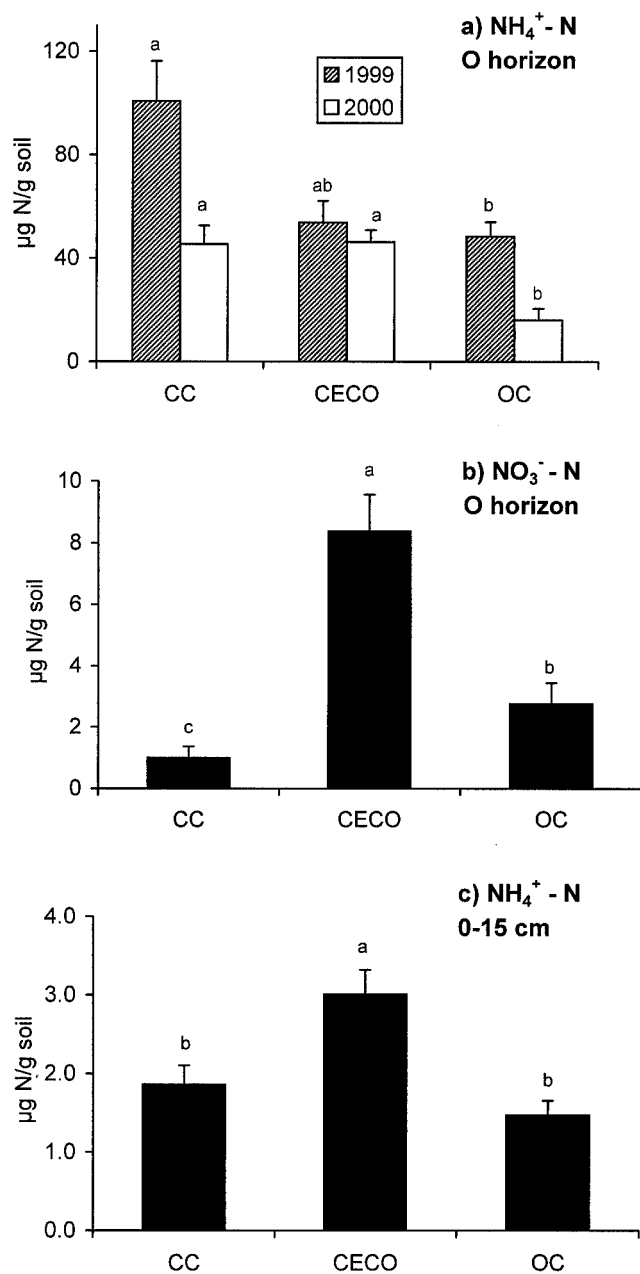 a) NH₄⁺ - N
O horizon
1999
2000
µg N/g soil
120
80
40
0
a
a
ab
a
b
b
CC
CECO
OC
b) NO₃⁻ - N
O horizon
µg N/g soil
10
8
6
4
2
0
c
a
b
CC
CECO
OC
c) NH₄⁺ - N
0-15 cm
µg N/g soil
4.0
3.0
2.0
1.0
0.0
b
a
b
CC
CECO
OC